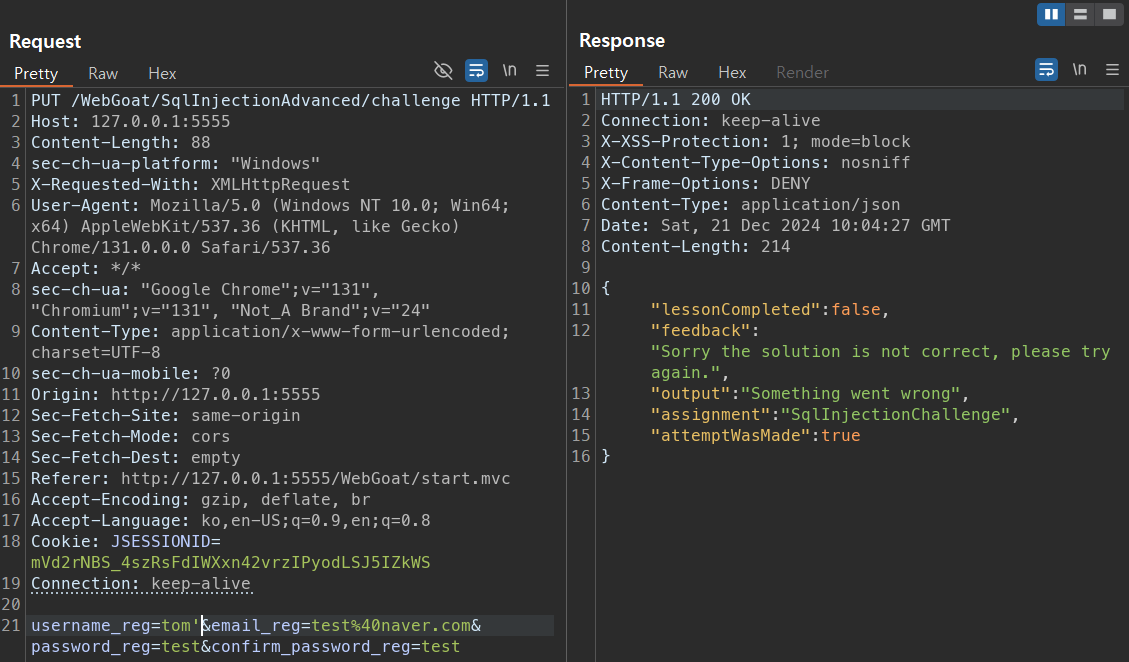 Request
Pretty Raw Hex \n
1 PUT /WebGoat/SqlInjectionAdvanced/challenge HTTP/1.1
2 Host: 127.0.0.1:5555
3 Content-Length: 88
4 sec-ch-ua-platform: "Windows"
5 X-Requested-With: XMLHttpRequest
6 User-Agent: Mozilla/5.0 (Windows NT 10.0; Win64;
x64) AppleWebKit/537.36 (KHTML, like Gecko)
Chrome/131.0.0.0 Safari/537.36
7 Accept: */*
8 sec-ch-ua: "Google Chrome";v="131",
"Chromium";v="131", "Not_A Brand";v="24"
9 Content-Type: application/x-www-form-urlencoded;
charset=UTF-8
10 sec-ch-ua-mobile: ?0
11 Origin: http://127.0.0.1:5555
12 Sec-Fetch-Site: same-origin
13 Sec-Fetch-Mode: cors
14 Sec-Fetch-Dest: empty
15 Referer: http://127.0.0.1:5555/WebGoat/start.mvc
16 Accept-Encoding: gzip, deflate, br
17 Accept-Language: ko,en-US;q=0.9,en;q=0.8
18 Cookie: JSESSIONID=
mVd2rNBS_4szRsFdIWXxn42vrzIPyodLSJ5IZkWS
19 Connection: keep-alive
20
21 username_reg=tom'&email_reg=test%40naver.com&
password_reg=test&confirm_password_reg=test
Response
Pretty Raw Hex Render \n
1 HTTP/1.1 200 OK
2 Connection: keep-alive
3 X-XSS-Protection: 1; mode=block
4 X-Content-Type-Options: nosniff
5 X-Frame-Options: DENY
6 Content-Type: application/json
7 Date: Sat, 21 Dec 2024 10:04:27 GMT
8 Content-Length: 214
9
10 {
11 "lessonCompleted":false,
12 "feedback":
"Sorry the solution is not correct, please try
again.",
13 "output":"Something went wrong",
14 "assignment":"SqlInjectionChallenge",
15 "attemptWasMade":true
16 }